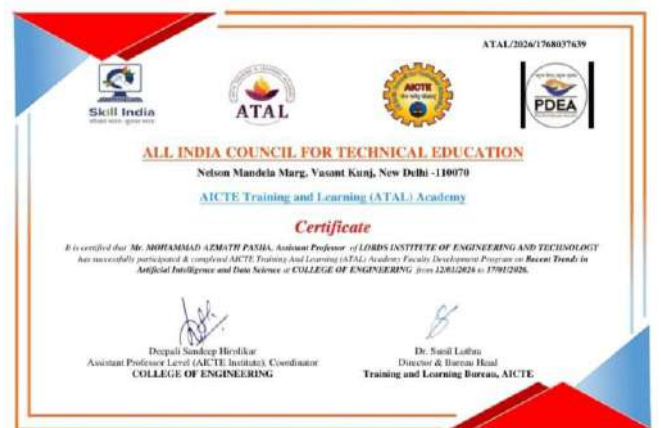 ATAL/2026/1768037639
Skill India
ATAL
AICTE
PDEA
ALL INDIA COUNCIL FOR TECHNICAL EDUCATION
Nelson Mandela Marg, Vasant Kunj, New Delhi -110070
AICTE Training and Learning (ATAL) Academy
Certificate
It is certified that Mr. MOHAMMAD AZMATH PASHA, Assistant Professor of LORDS INSTITUTE OF ENGINEERING AND TECHNOLOGY
has successfully participated & completed AICTE Training And Learning (ATAL) Academy Faculty Development Program on Recent Trends in
Artificial Intelligence and Data Science at COLLEGE OF ENGINEERING from 12/01/2026 to 17/01/2026.
Deepali Sandeep Hirolikar
Assistant Professor Level (AICTE Institute), Coordinator
COLLEGE OF ENGINEERING
Dr. Sunil Luthra
Director & Bureau Head
Training and Learning Bureau, AICTE